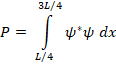 P = ∫_{L/4}^{3L/4} ψ*ψ dx